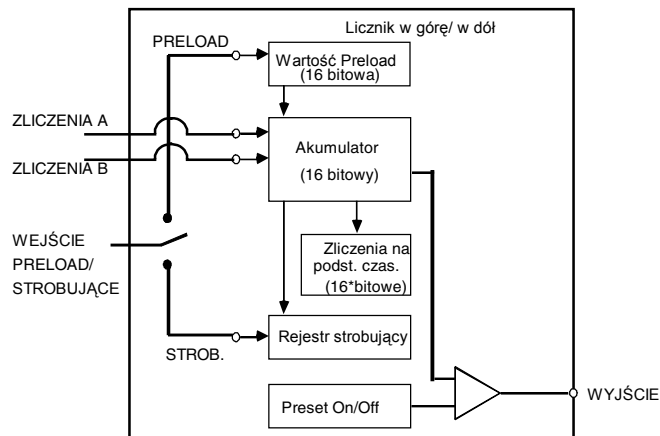 Licznik w górę/ w dół
PRELOAD
Wartość Preload
(16 bitowa)
ZLICZENIA A
ZLICZENIA B
Akumulator
(16 bitowy)
WEJŚCIE
PRELOAD/
STROBUJĄCE
Zliczenia na
podst. czas.
(16*bitowe)
STROB.
Rejestr strobujący
Preset On/Off
WYJŚCIE